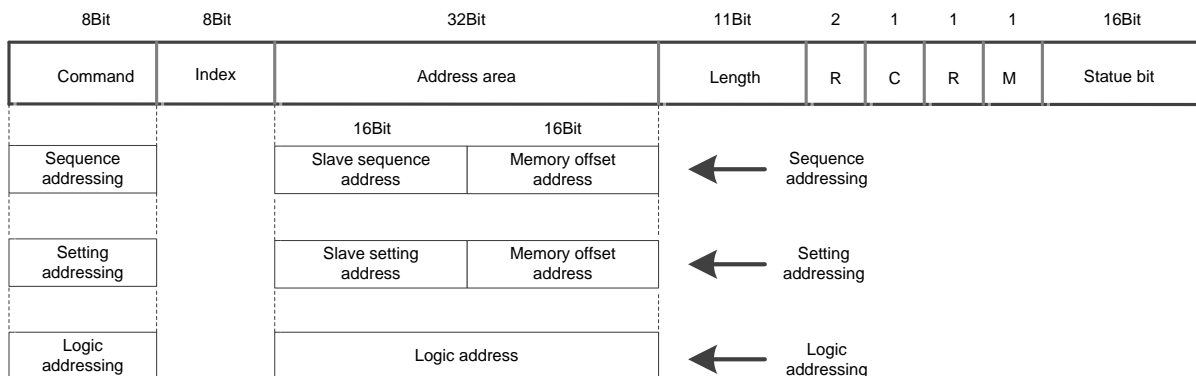 8Bit 8Bit 32Bit 11Bit 2 1 1 1 16Bit
Command Index Address area Length R C R M Statue bit
16Bit 16Bit
Sequence
addressing
Slave sequence
address
Memory offset
address
Sequence
addressing
Setting
addressing
Slave setting
address
Memory offset
address
Setting
addressing
Logic
addressing
Logic address
Logic
addressing